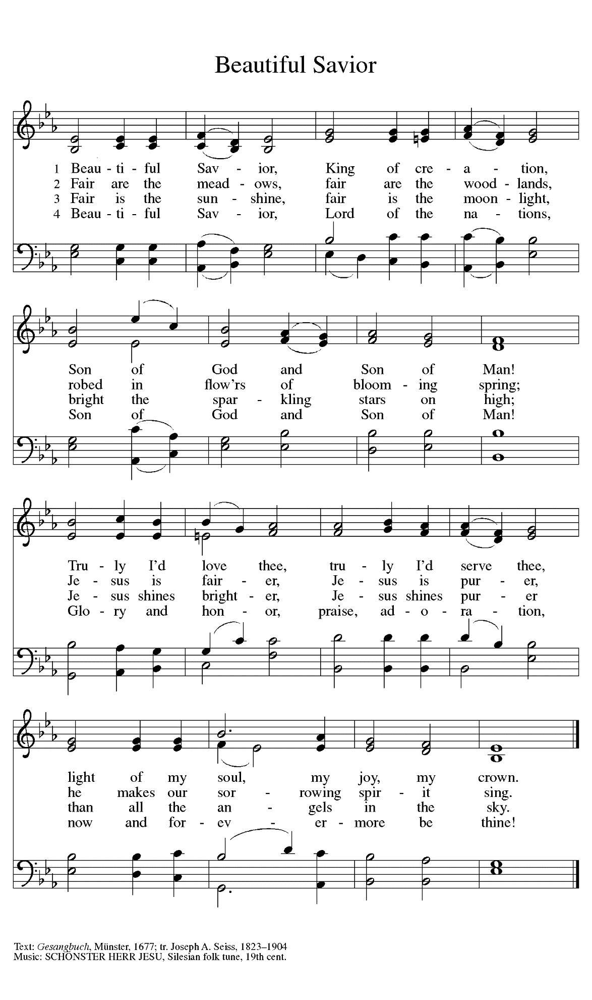 Beautiful Savior
1 Beau - ti - ful Sav - ior, King of cre - a - tion,
2 Fair are the mead - ows, fair are the wood - lands,
3 Fair is the sun - shine, fair is the moon - light,
4 Beau - ti - ful Sav - ior, Lord of the na - tions,
Son of God and Son of Man!
robed in flow'rs of bloom - ing spring;
bright the spar - kling stars on high;
Son of God and Son of Man!
Tru - ly I'd love thee, tru - ly I'd serve thee,
Je - sus is fair - er, Je - sus is pur - er,
Je - sus shines bright - er, Je - sus shines pur - er
Glo - ry and hon - or, praise, ad - o - ra - tion,
light of my soul, my joy, my crown.
he makes our sor - rowing spir - it sing.
than all the an - gels in the sky.
now and for - ev - er - more be thine!
Text: Gesangbuch, Münster, 1677; tr. Joseph A. Seiss, 1823–1904
Music: SCHÖNSTER HERR JESU, Silesian folk tune, 19th cent.